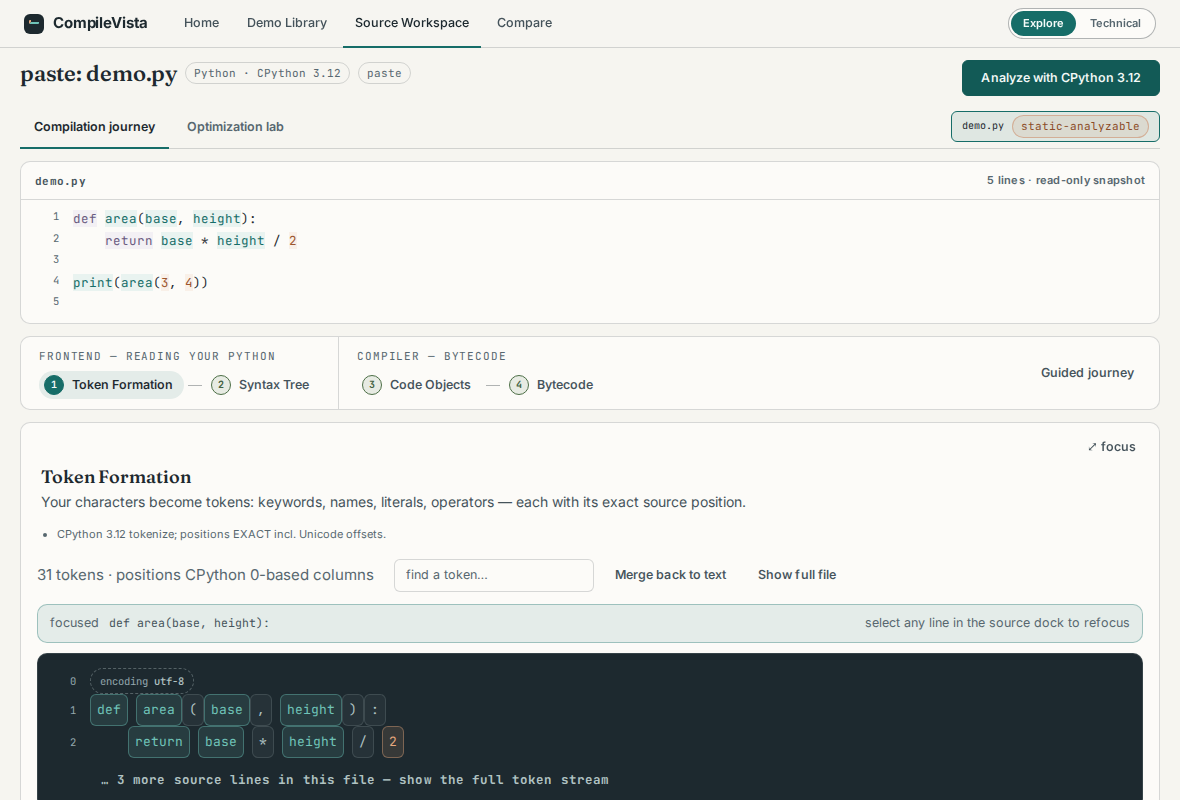 CompileVista Home Demo Library Source Workspace Compare Explore Technical
paste: demo.py Python · CPython 3.12 paste Analyze with CPython 3.12
Compilation journey Optimization lab demo.py static-analyzable
demo.py 5 lines · read-only snapshot
1 def area(base, height):
2 return base * height / 2
3
4 print(area(3, 4))
5
FRONTEND — READING YOUR PYTHON COMPILER — BYTECODE
1 Token Formation — 2 Syntax Tree 3 Code Objects — 4 Bytecode Guided journey
⤢ focus
Token Formation
Your characters become tokens: keywords, names, literals, operators — each with its exact source position.
• CPython 3.12 tokenize; positions EXACT incl. Unicode offsets.
31 tokens · positions CPython 0-based columns find a token... Merge back to text Show full file
focused def area(base, height): select any line in the source dock to refocus
0 encoding utf-8
1 def area ( base , height ) :
2 return base * height / 2
… 3 more source lines in this file — show the full token stream